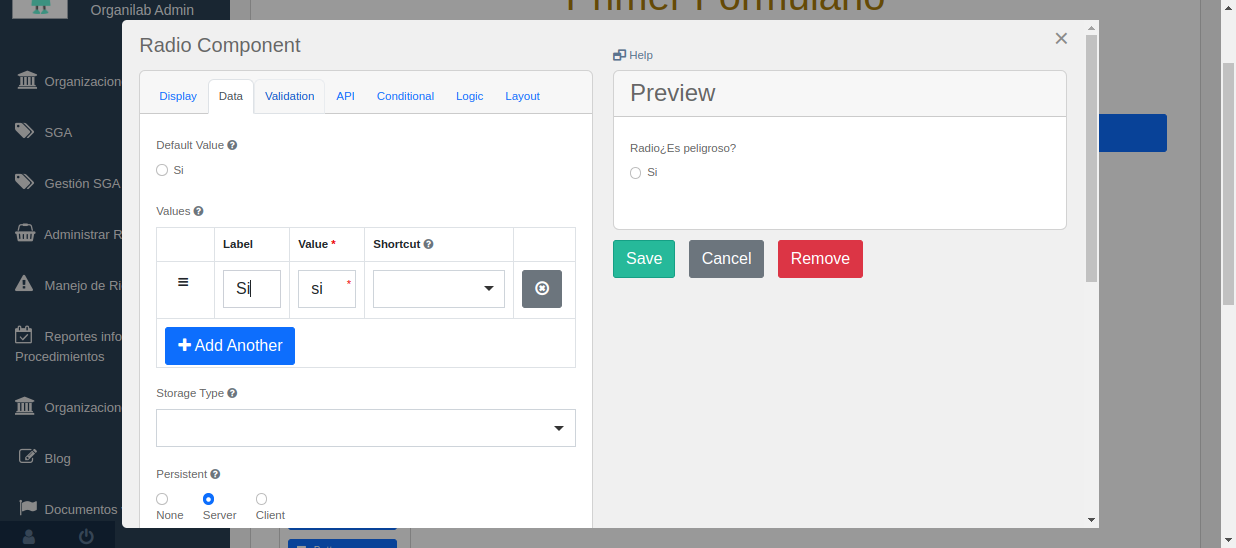 Organilab Admin
Primer Formulario
Organizacion
SGA
Gestión SGA
Administrar R
Manejo de Ri
Reportes info
Procedimientos
Organizacion
Blog
Documentos
Radio Component
Display
Data
Validation
API
Conditional
Logic
Layout
Default Value
Si
Values
Label
Value *
Shortcut
Si
si *
Add Another
Storage Type
Persistent
None
Server
Client
Help
Preview
Radio¿Es peligroso?
Si
Save
Cancel
Remove